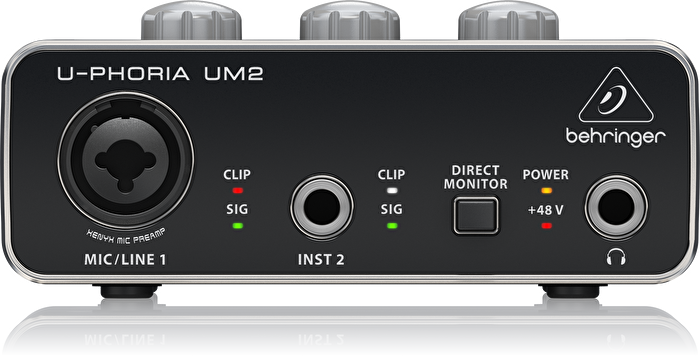 U-PHORIA UM2
behringer
CLIP
SIG
CLIP
SIG
DIRECT
MONITOR
POWER
+48 V
XENYX MIC PREAMP
MIC/LINE 1
INST 2